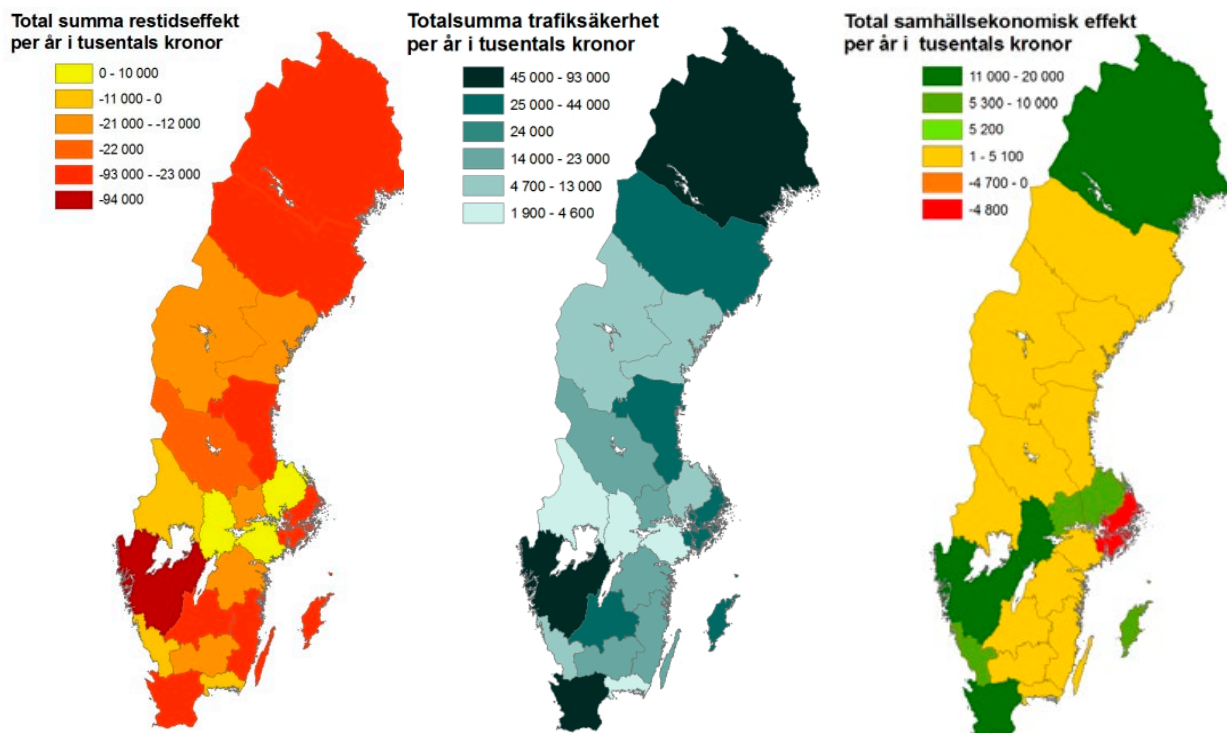 Total summa restidseffekt
per år i tusentals kronor
0 - 10 000
-11 000 - 0
-21 000 - -12 000
-22 000
-93 000 - -23 000
-94 000
Totalsumma trafiksäkerhet
per år i tusentals kronor
45 000 - 93 000
25 000 - 44 000
24 000
14 000 - 23 000
4 700 - 13 000
1 900 - 4 600
Total samhällsekonomisk effekt
per år i tusentals kronor
11 000 - 20 000
5 300 - 10 000
5 200
1 - 5 100
-4 700 - 0
-4 800